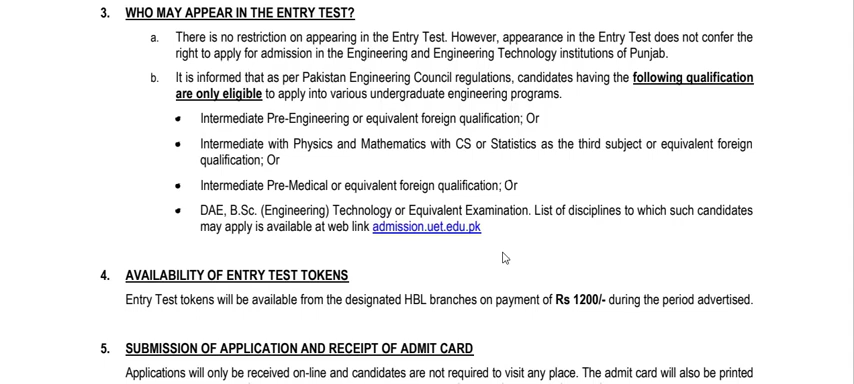 3. WHO MAY APPEAR IN THE ENTRY TEST?
a. There is no restriction on appearing in the Entry Test. However, appearance in the Entry Test does not confer the
right to apply for admission in the Engineering and Engineering Technology institutions of Punjab.
b. It is informed that as per Pakistan Engineering Council regulations, candidates having the following qualification
are only eligible to apply into various undergraduate engineering programs.
• Intermediate Pre-Engineering or equivalent foreign qualification; Or
• Intermediate with Physics and Mathematics with CS or Statistics as the third subject or equivalent foreign
qualification; Or
• Intermediate Pre-Medical or equivalent foreign qualification; Or
• DAE, B.Sc. (Engineering) Technology or Equivalent Examination. List of disciplines to which such candidates
may apply is available at web link admission.uet.edu.pk
4. AVAILABILITY OF ENTRY TEST TOKENS
Entry Test tokens will be available from the designated HBL branches on payment of Rs 1200/- during the period advertised.
5. SUBMISSION OF APPLICATION AND RECEIPT OF ADMIT CARD
Applications will only be received on-line and candidates are not required to visit any place. The admit card will also be printed